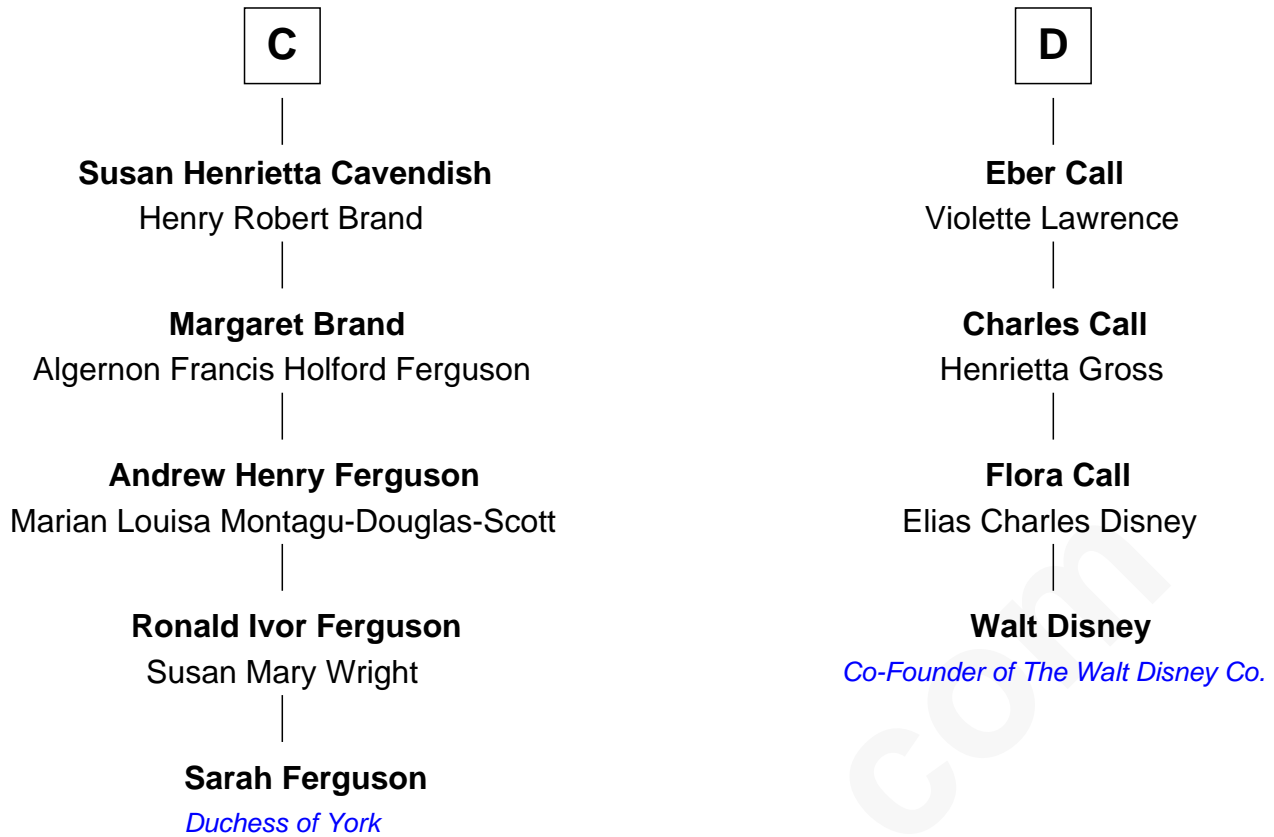 C
Susan Henrietta Cavendish
Henry Robert Brand
Margaret Brand
Algernon Francis Holford Ferguson
Andrew Henry Ferguson
Marian Louisa Montagu-Douglas-Scott
Ronald Ivor Ferguson
Susan Mary Wright
Sarah Ferguson
Duchess of York
D
Eber Call
Violette Lawrence
Charles Call
Henrietta Gross
Flora Call
Elias Charles Disney
Walt Disney
Co-Founder of The Walt Disney Co.
com